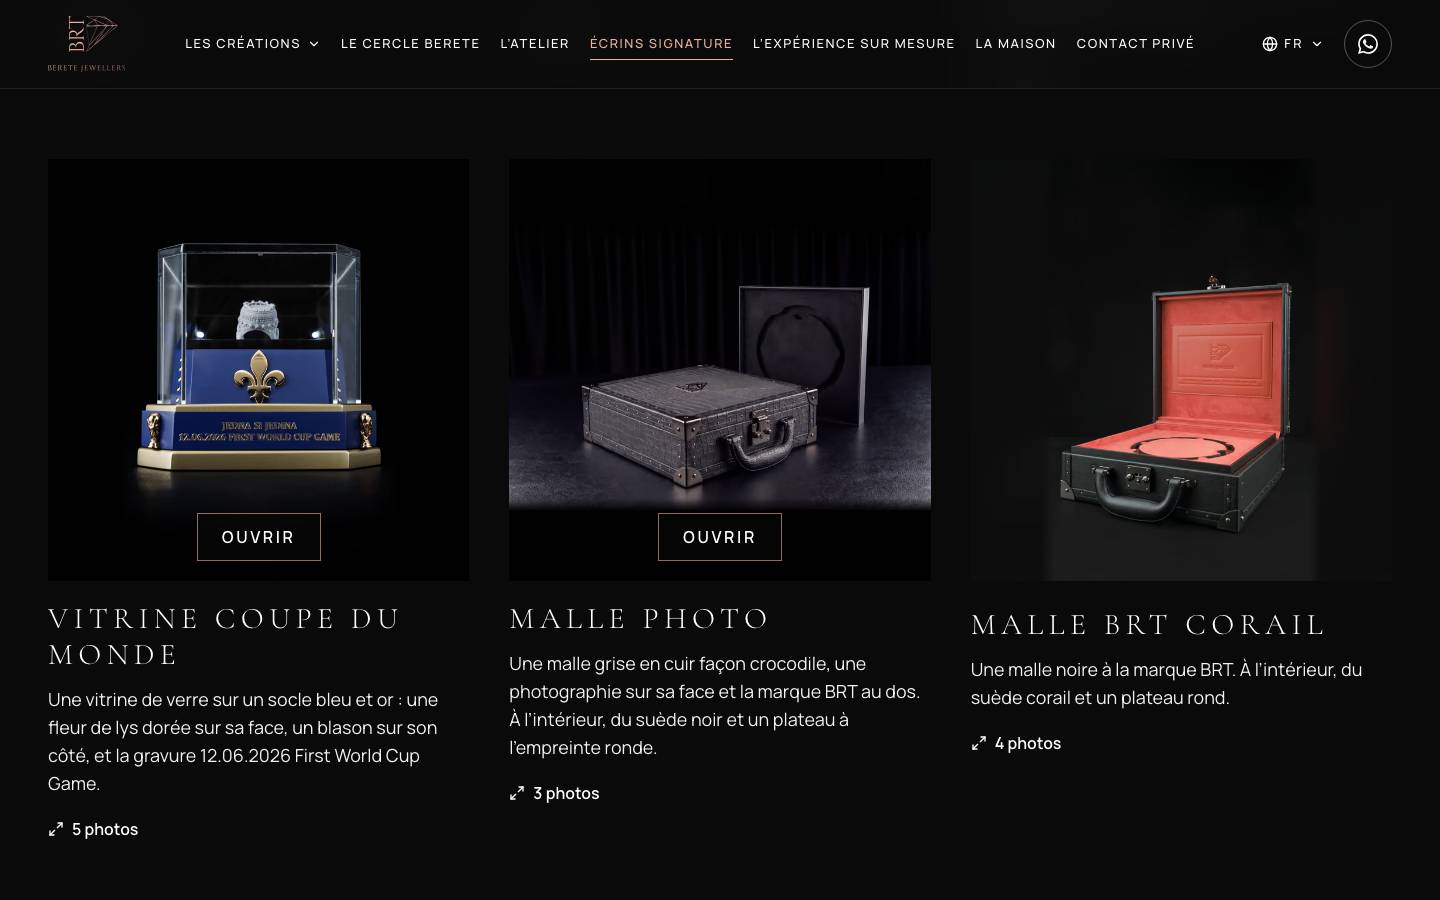 BRT
BERETE JEWELLERS
LES CRÉATIONS
LE CERCLE BERETE
L'ATELIER
ÉCRINS SIGNATURE
L'EXPÉRIENCE SUR MESURE
LA MAISON
CONTACT PRIVÉ
FR
JEDNA SI JEDINA
12.06.2026 FIRST WORLD CUP GAME
OUVRIR
OUVRIR
VITRINE COUPE DU
MONDE
Une vitrine de verre sur un socle bleu et or : une
fleur de lys dorée sur sa face, un blason sur son
côté, et la gravure 12.06.2026 First World Cup
Game.
5 photos
MALLE PHOTO
Une malle grise en cuir façon crocodile, une
photographie sur sa face et la marque BRT au dos.
À l'intérieur, du suède noir et un plateau à
l'empreinte ronde.
3 photos
MALLE BRT CORAIL
Une malle noire à la marque BRT. À l'intérieur, du
suède corail et un plateau rond.
4 photos